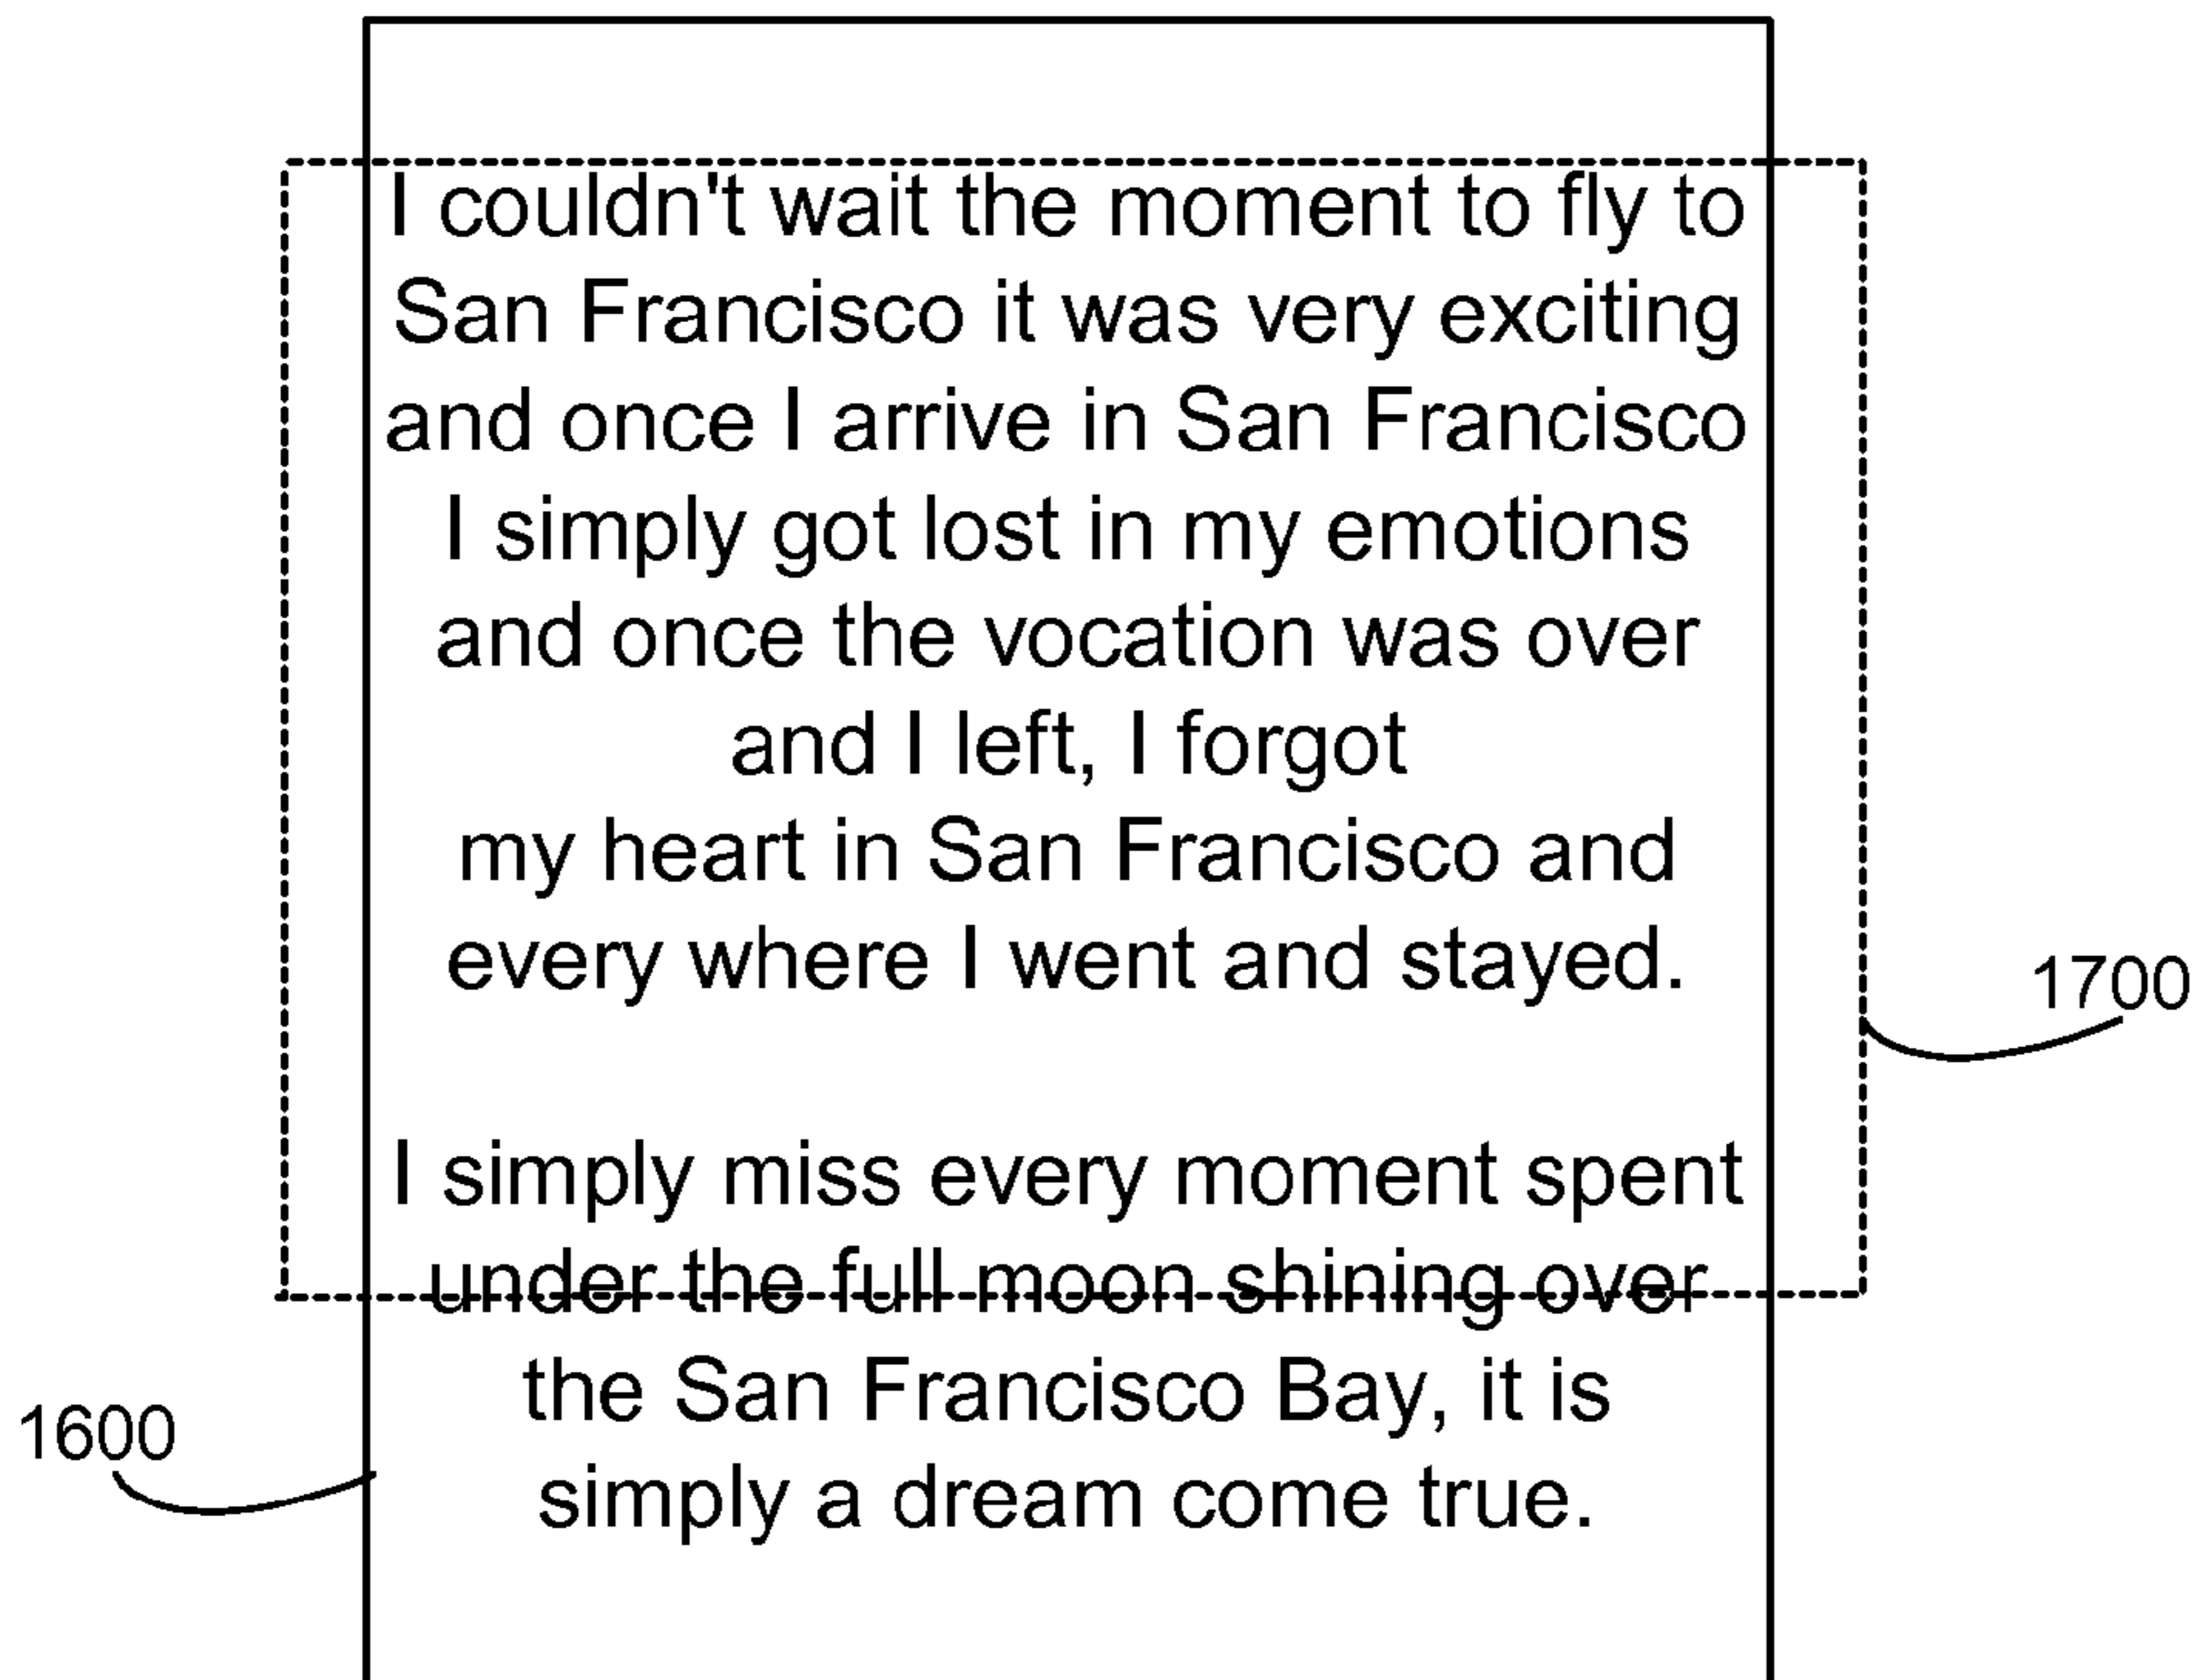 I couldn't wait the moment to fly to
San Francisco it was very exciting
and once I arrive in San Francisco
I simply got lost in my emotions
and once the vocation was over
and I left, I forgot
my heart in San Francisco and
every where I went and stayed.
1700
I simply miss every moment spent
under the full moon shining over
the San Francisco Bay, it is
1600
simply a dream come true.